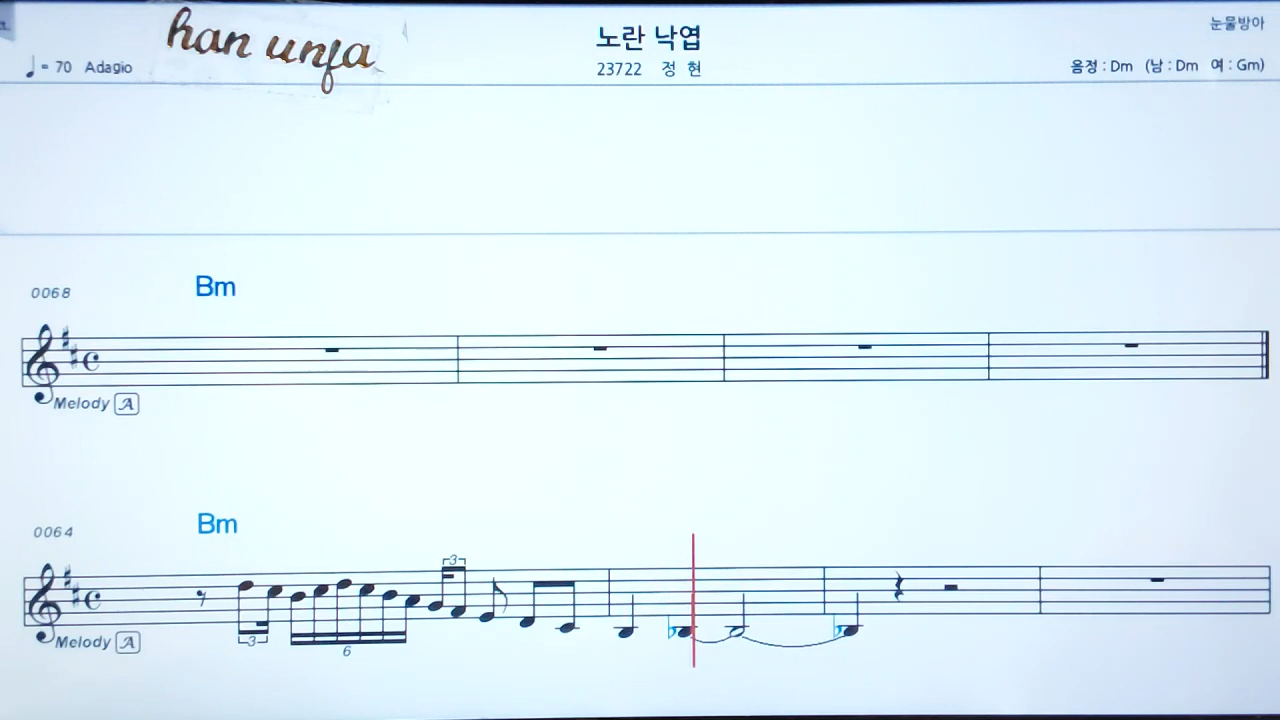 han unfa
노란 낙엽
눈물방아
♩ = 70 Adagio
23722 정 현
음정 : Dm (남 : Dm 여 : Gm)
0068
Bm
Melody A
0064
Bm
3
3
6
Melody A